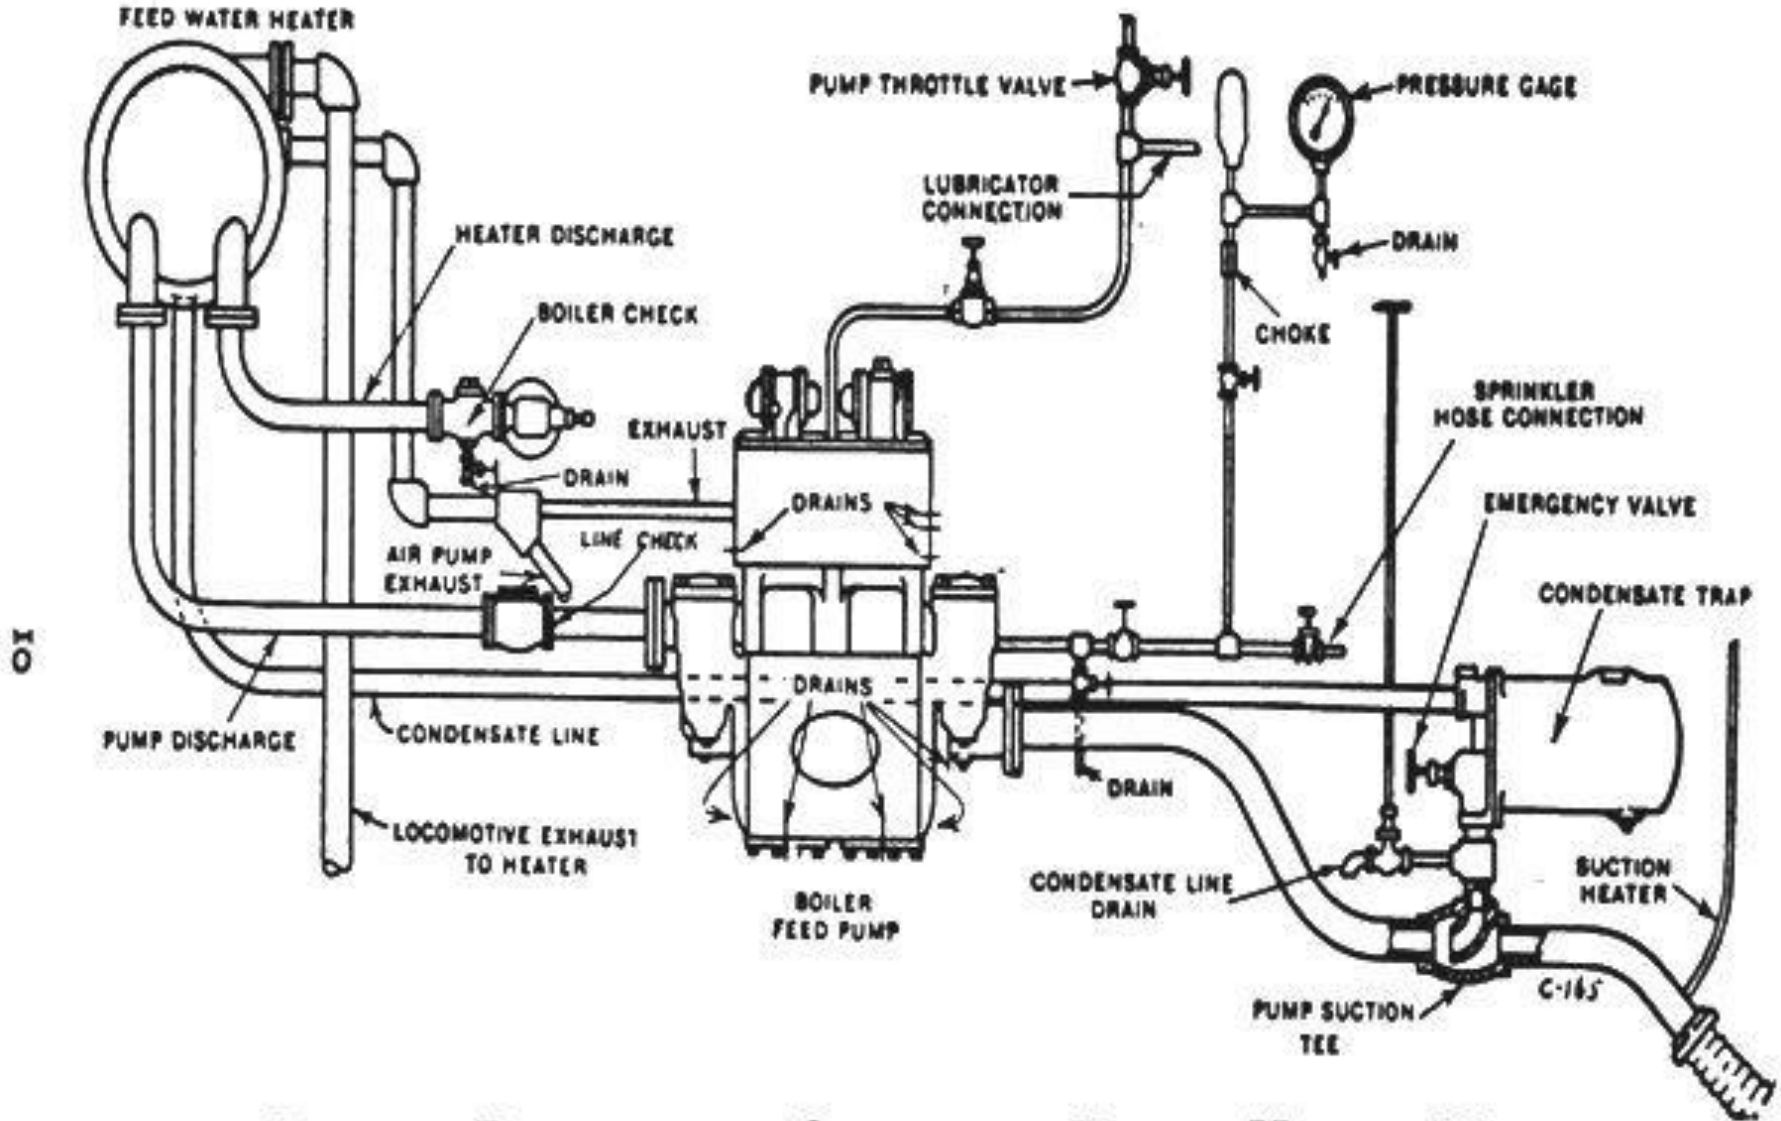 FEED WATER HEATER
PUMP THROTTLE VALVE
PRESSURE GAGE
LUBRICATOR
CONNECTION
HEATER DISCHARGE
DRAIN
BOILER CHECK
CHOKE
SPRINKLER
HOSE CONNECTION
EXHAUST
DRAIN
DRAINS
EMERGENCY VALVE
LINE CHECK
AIR PUMP
EXHAUST
CONDENSATE TRAP
DRAINS
PUMP DISCHARGE
CONDENSATE LINE
DRAIN
LOCOMOTIVE EXHAUST
TO HEATER
CONDENSATE LINE
DRAIN
SUCTION
HEATER
BOILER
FEED PUMP
C-165
PUMP SUCTION
TEE